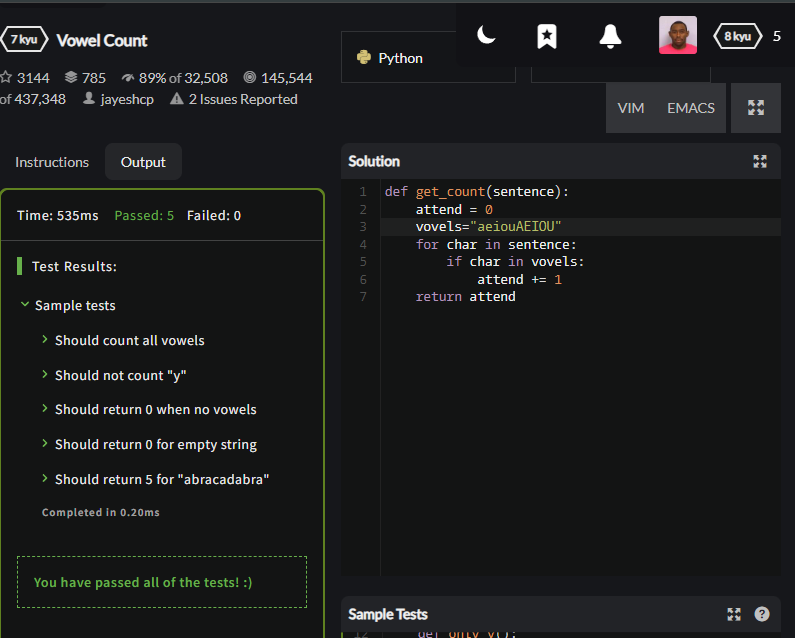 7 kyu Vowel Count
3144 785 89% of 32,508 145,544
of 437,348 jayeshcp 2 Issues Reported
Python
8 kyu 5
VIM EMACS
Instructions Output
Time: 535ms Passed: 5 Failed: 0
Test Results:
Sample tests
Should count all vowels
Should not count "y"
Should return 0 when no vowels
Should return 0 for empty string
Should return 5 for "abracadabra"
Completed in 0.20ms
You have passed all of the tests! :)
Solution
1 def get_count(sentence):
2 attend = 0
3 vovels="aeiouAEIOU"
4 for char in sentence:
5 if char in vovels:
6 attend += 1
7 return attend
Sample Tests
12 def only_y():